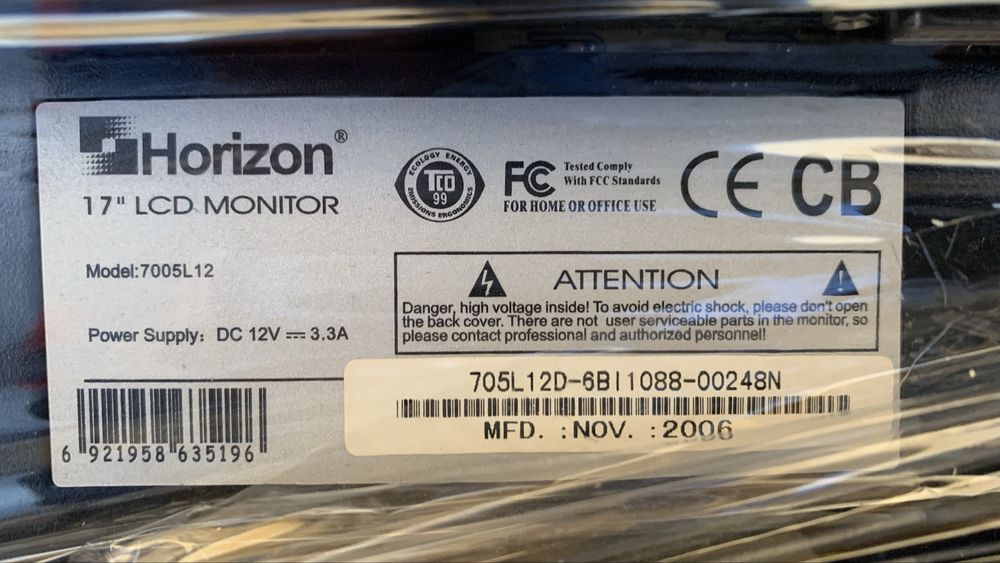 Horizon®
17" LCD MONITOR
ECOLOGY ENERGY
TCO
99
EMISSIONS ERGONOMICS
FC Tested Comply
With FCC Standards
FOR HOME OR OFFICE USE
CE CB
Model:7005L12
Power Supply: DC 12V 3.3A
ATTENTION
Danger, high voltage inside! To avoid electric shock, please don't open
the back cover. There are not user serviceable parts in the monitor, so
please contact professional and authorized personnel!
705L12D-6BI1088-00248N
MFD. :NOV. :2006
6 921958 635196